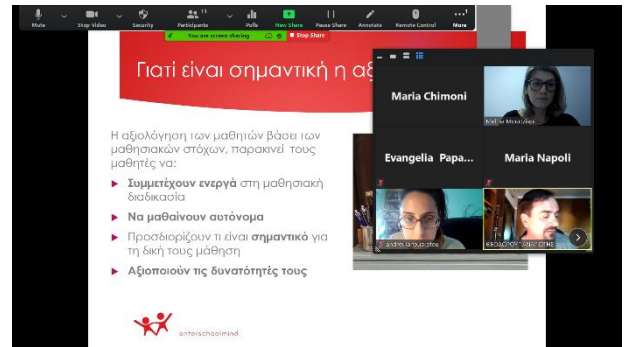 Mute
Stop Video
Security
Participants
13
Polls
New Share
Pause Share
Annotate
Remote Control
More
You are screen sharing
Stop Share
Γιατί είναι σημαντική η αξ
Η αξιολόγηση των μαθητών βάσει των
μαθησιακών στόχων, παρακινεί τους
μαθητές να:
Συμμετέχουν ενεργά στη μαθησιακή
διαδικασία
Να μαθαίνουν αυτόνομα
Προσδιορίζουν τι είναι σημαντικό για
τη δική τους μάθηση
Αξιοποιούν τις δυνατότητές τους
enterschoolmind
Maria Chimoni
Evangelia Papa...
Maria Napoli